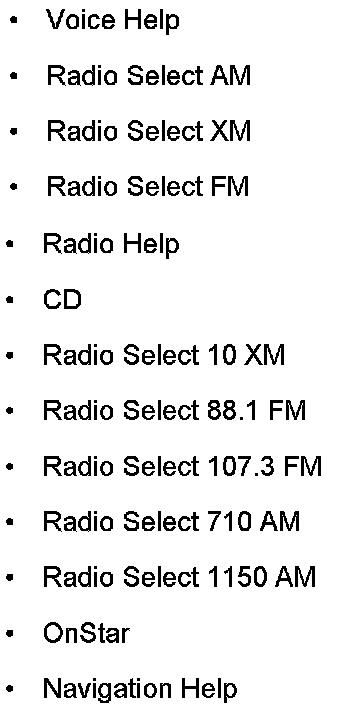 • Voice Help
• Radio Select AM
• Radio Select XM
• Radio Select FM
• Radio Help
• CD
• Radio Select 10 XM
• Radio Select 88.1 FM
• Radio Select 107.3 FM
• Radio Select 710 AM
• Radio Select 1150 AM
• OnStar
• Navigation Help